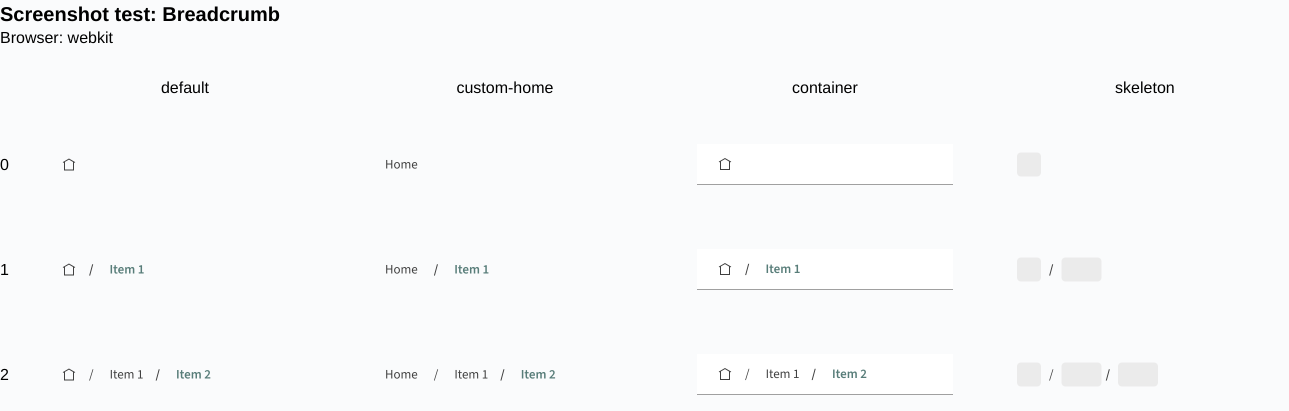 Screenshot test: Breadcrumb
Browser: webkit
default custom-home container skeleton
0 Home
1 / Item 1 Home / Item 1 / Item 1 /
2 / Item 1 / Item 2 Home / Item 1 / Item 2 / Item 1 / Item 2 / /